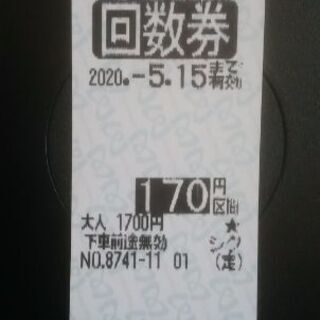 回数券
2020.-5.15まで有効
170円区間
大人 1700円 ★
下車前途無効
NO.8741-11 01 (定)